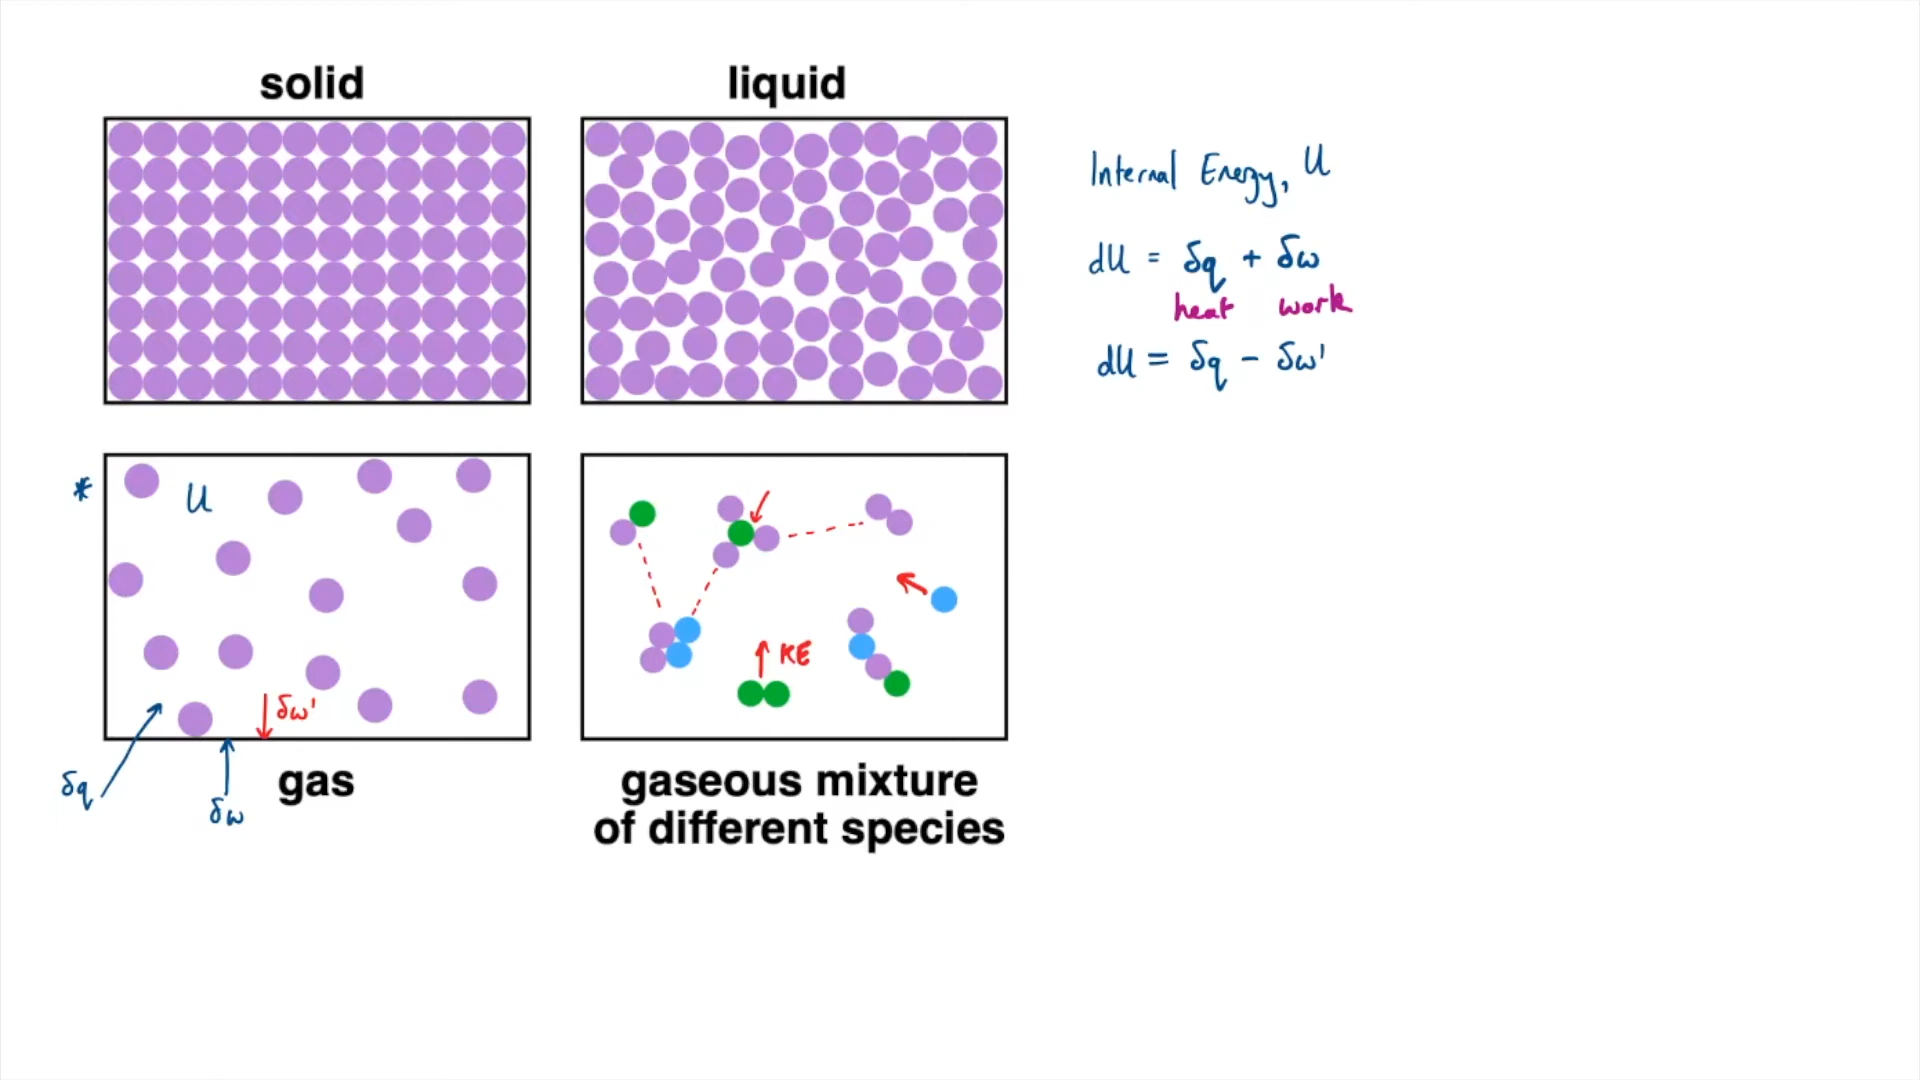 solid
liquid
Internal Energy, U
dU = δq + δw
heat work
dU = δq - δw'
*
U
KE
δw'
δq
δw
gas
gaseous mixture
of different species